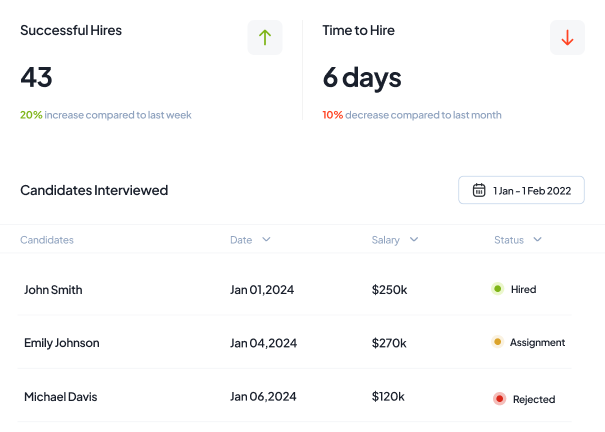 Successful Hires
Time to Hire
43
6 days
20% increase compared to last week
10% decrease compared to last month
Candidates Interviewed
1 Jan - 1 Feb 2022
Candidates Date Salary Status
John Smith Jan 01,2024 $250k Hired
Emily Johnson Jan 04,2024 $270k Assignment
Michael Davis Jan 06,2024 $120k Rejected